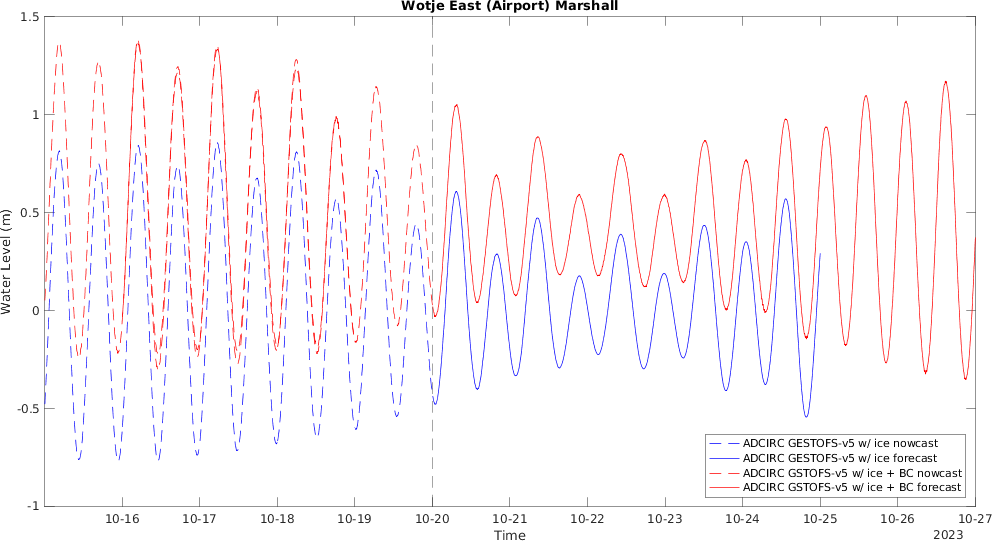 Wotje East (Airport) Marshall
1.5
1
0.5
0
-0.5
-1
Water Level (m)
10-16
10-17
10-18
10-19
10-20
10-21
10-22
10-23
10-24
10-25
10-26
10-27
Time
2023
ADCIRC GESTOFS-v5 w/ ice nowcast
ADCIRC GESTOFS-v5 w/ ice forecast
ADCIRC GSTOFS-v5 w/ ice + BC nowcast
ADCIRC GSTOFS-v5 w/ ice + BC forecast